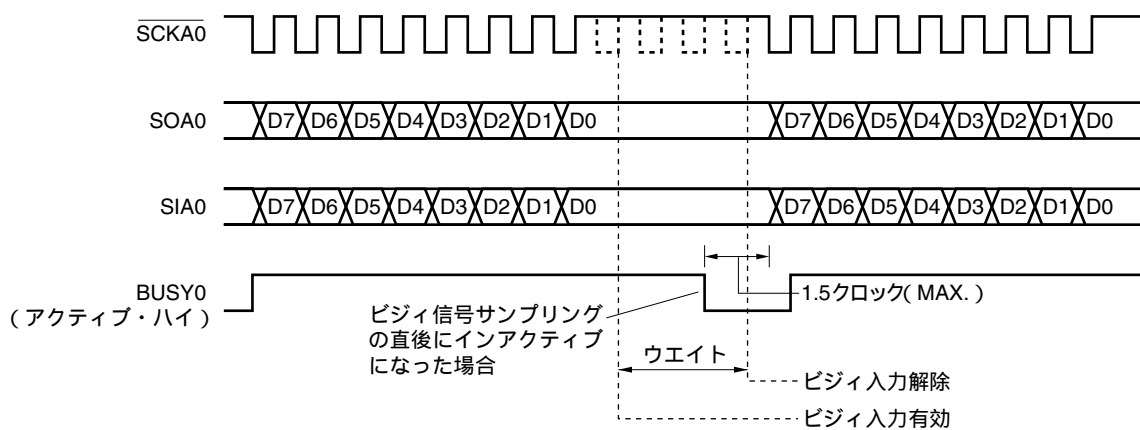 SCKA0
SOA0
D7 D6 D5 D4 D3 D2 D1 D0 D7 D6 D5 D4 D3 D2 D1 D0
SIA0
D7 D6 D5 D4 D3 D2 D1 D0 D7 D6 D5 D4 D3 D2 D1 D0
BUSY0
(アクティブ・ハイ)
1.5クロック(MAX.)
ビジィ信号サンプリング
の直後にインアクティブ
になった場合
ウエイト
ビジィ入力解除
ビジィ入力有効